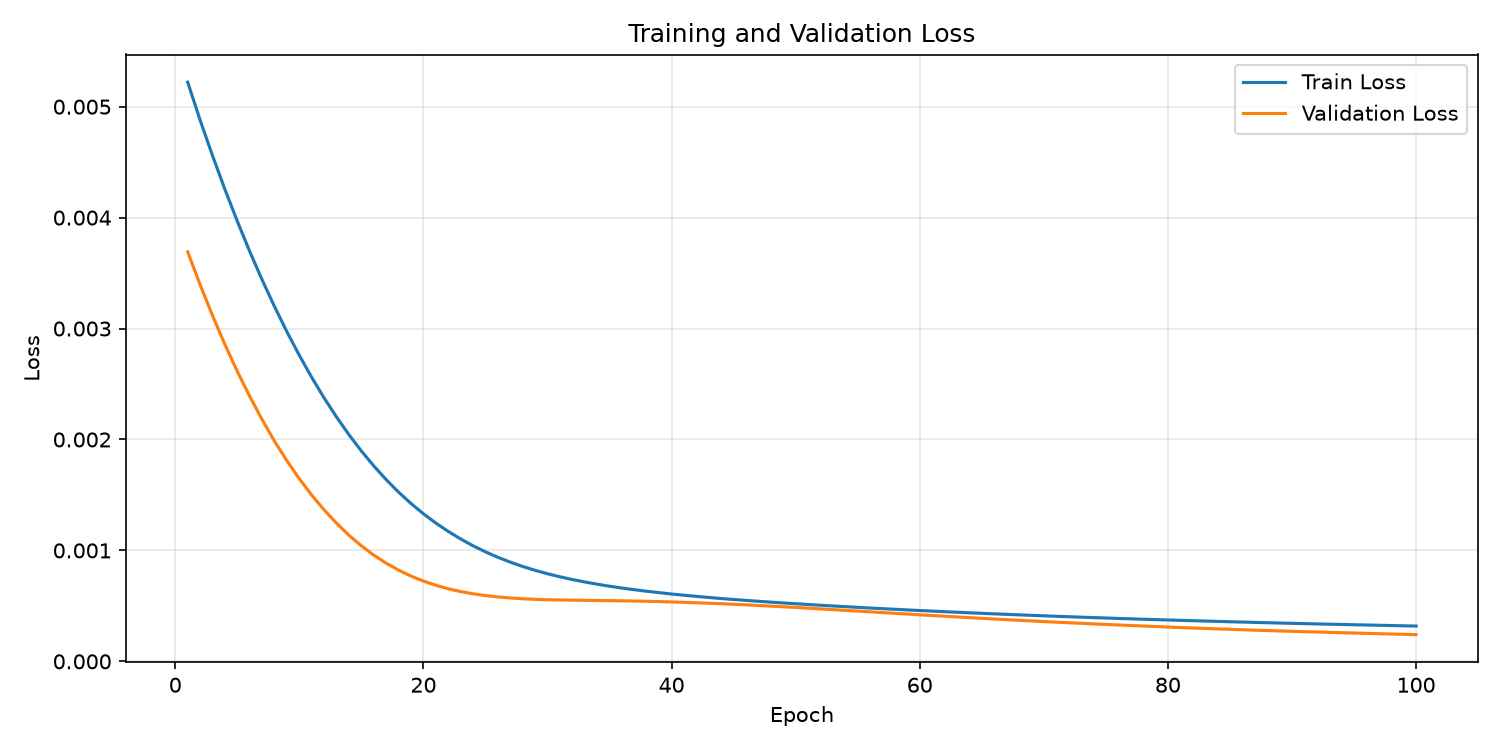 Training and Validation Loss
Train Loss
Validation Loss
0.005
0.004
0.003
0.002
0.001
0.000
Loss
0 20 40 60 80 100
Epoch